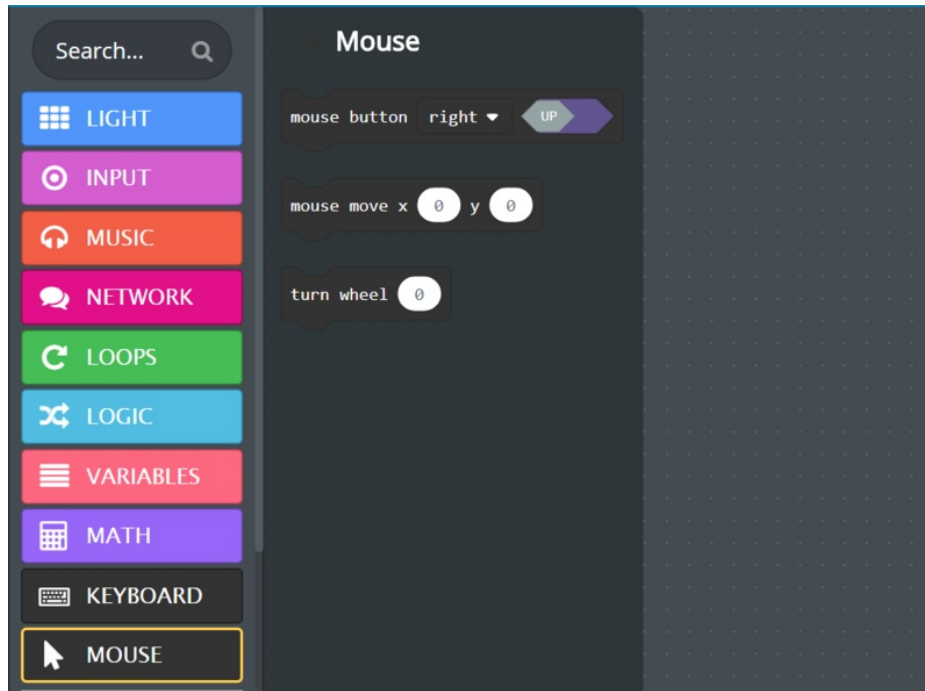 Search...
LIGHT
INPUT
MUSIC
NETWORK
LOOPS
LOGIC
VARIABLES
MATH
KEYBOARD
MOUSE
Mouse
mouse button right UP
mouse move x 0 y 0
turn wheel 0